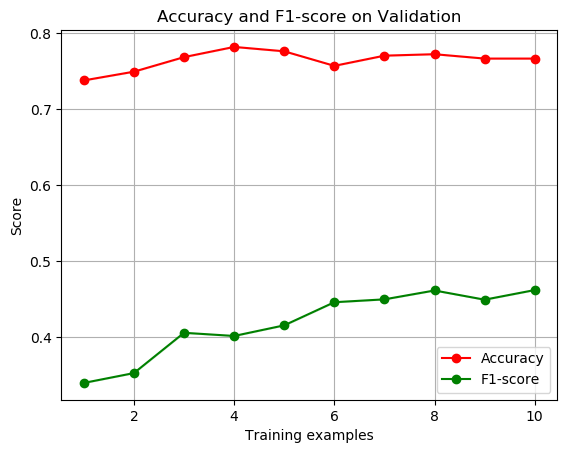 Accuracy and F1-score on Validation
0.8
0.7
0.6
0.5
0.4
Score
2
4
6
8
10
Training examples
Accuracy
F1-score